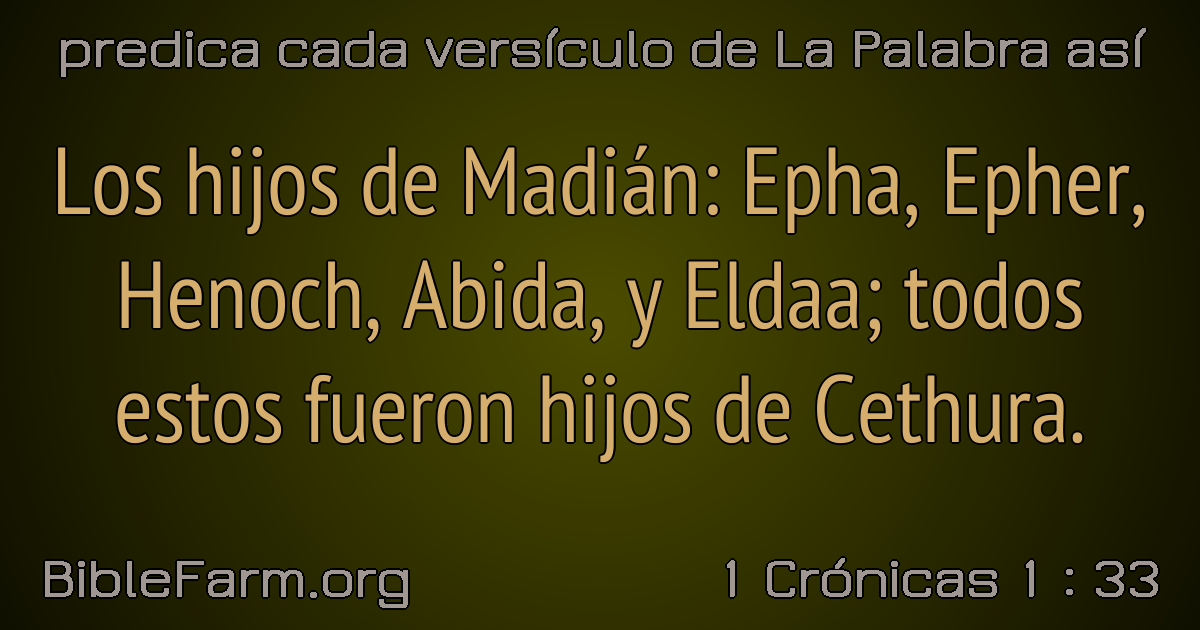 predica cada versículo de La Palabra así
Los hijos de Madián: Epha, Epher,
Henoch, Abida, y Eldaa; todos
estos fueron hijos de Cethura.
BibleFarm.org
1 Crónicas 1 : 33